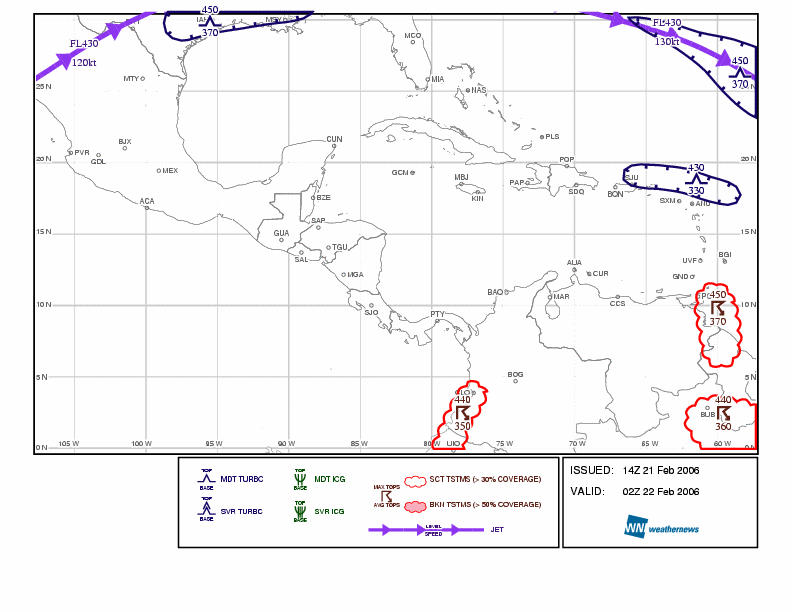 450
IAH
MSY
370
FL430
120kt
FL430
130kt
450
370
MCO
MTY
MIA
NAS
25 N
25 N
PLS
CUN
BJX
PVR
GDL
20 N
20 N
MEX
GCM
MBJ
KIN
POP
PAP
SDQ
SJU
BON
430
330
SXM
ANU
ACA
BZE
SAP
GUA
TGU
SAL
MGA
15 N
15 N
UVF
BGI
GND
AUA
CUR
BAQ
MAR
CCS
SJO
PTY
10 N
10 N
450
370
BOG
5 N
5 N
440
350
440
BUB
360
0 N
105 W
100 W
95 W
90 W
85 W
80 W
UIO
75 W
70 W
65 W
60 W
0 N
TOP
BASE
MDT TURBC
TOP
BASE
MDT ICG
TOP
BASE
SVR TURBC
TOP
BASE
SVR ICG
MAX TOPS
AVG TOPS
SCT TSTMS (> 30% COVERAGE)
BKN TSTMS (> 50% COVERAGE)
LEVEL
SPEED
JET
ISSUED: 14Z 21 Feb 2006
VALID: 02Z 22 Feb 2006
WN weathernews